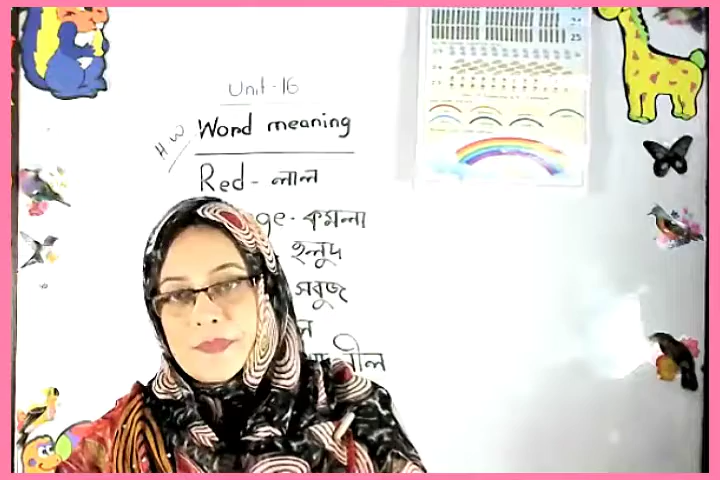 Unit-16
H W
Word meaning
Red - লাল
ge - কমলা
হলুদ
সবুজ
নীল